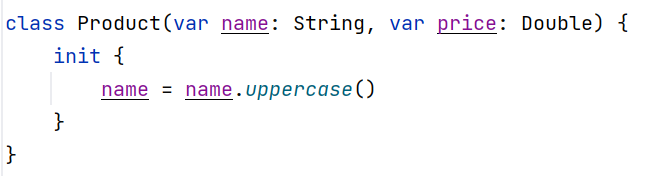 class Product(var name: String, var price: Double) {
    init {
        name = name.uppercase()
    }
}